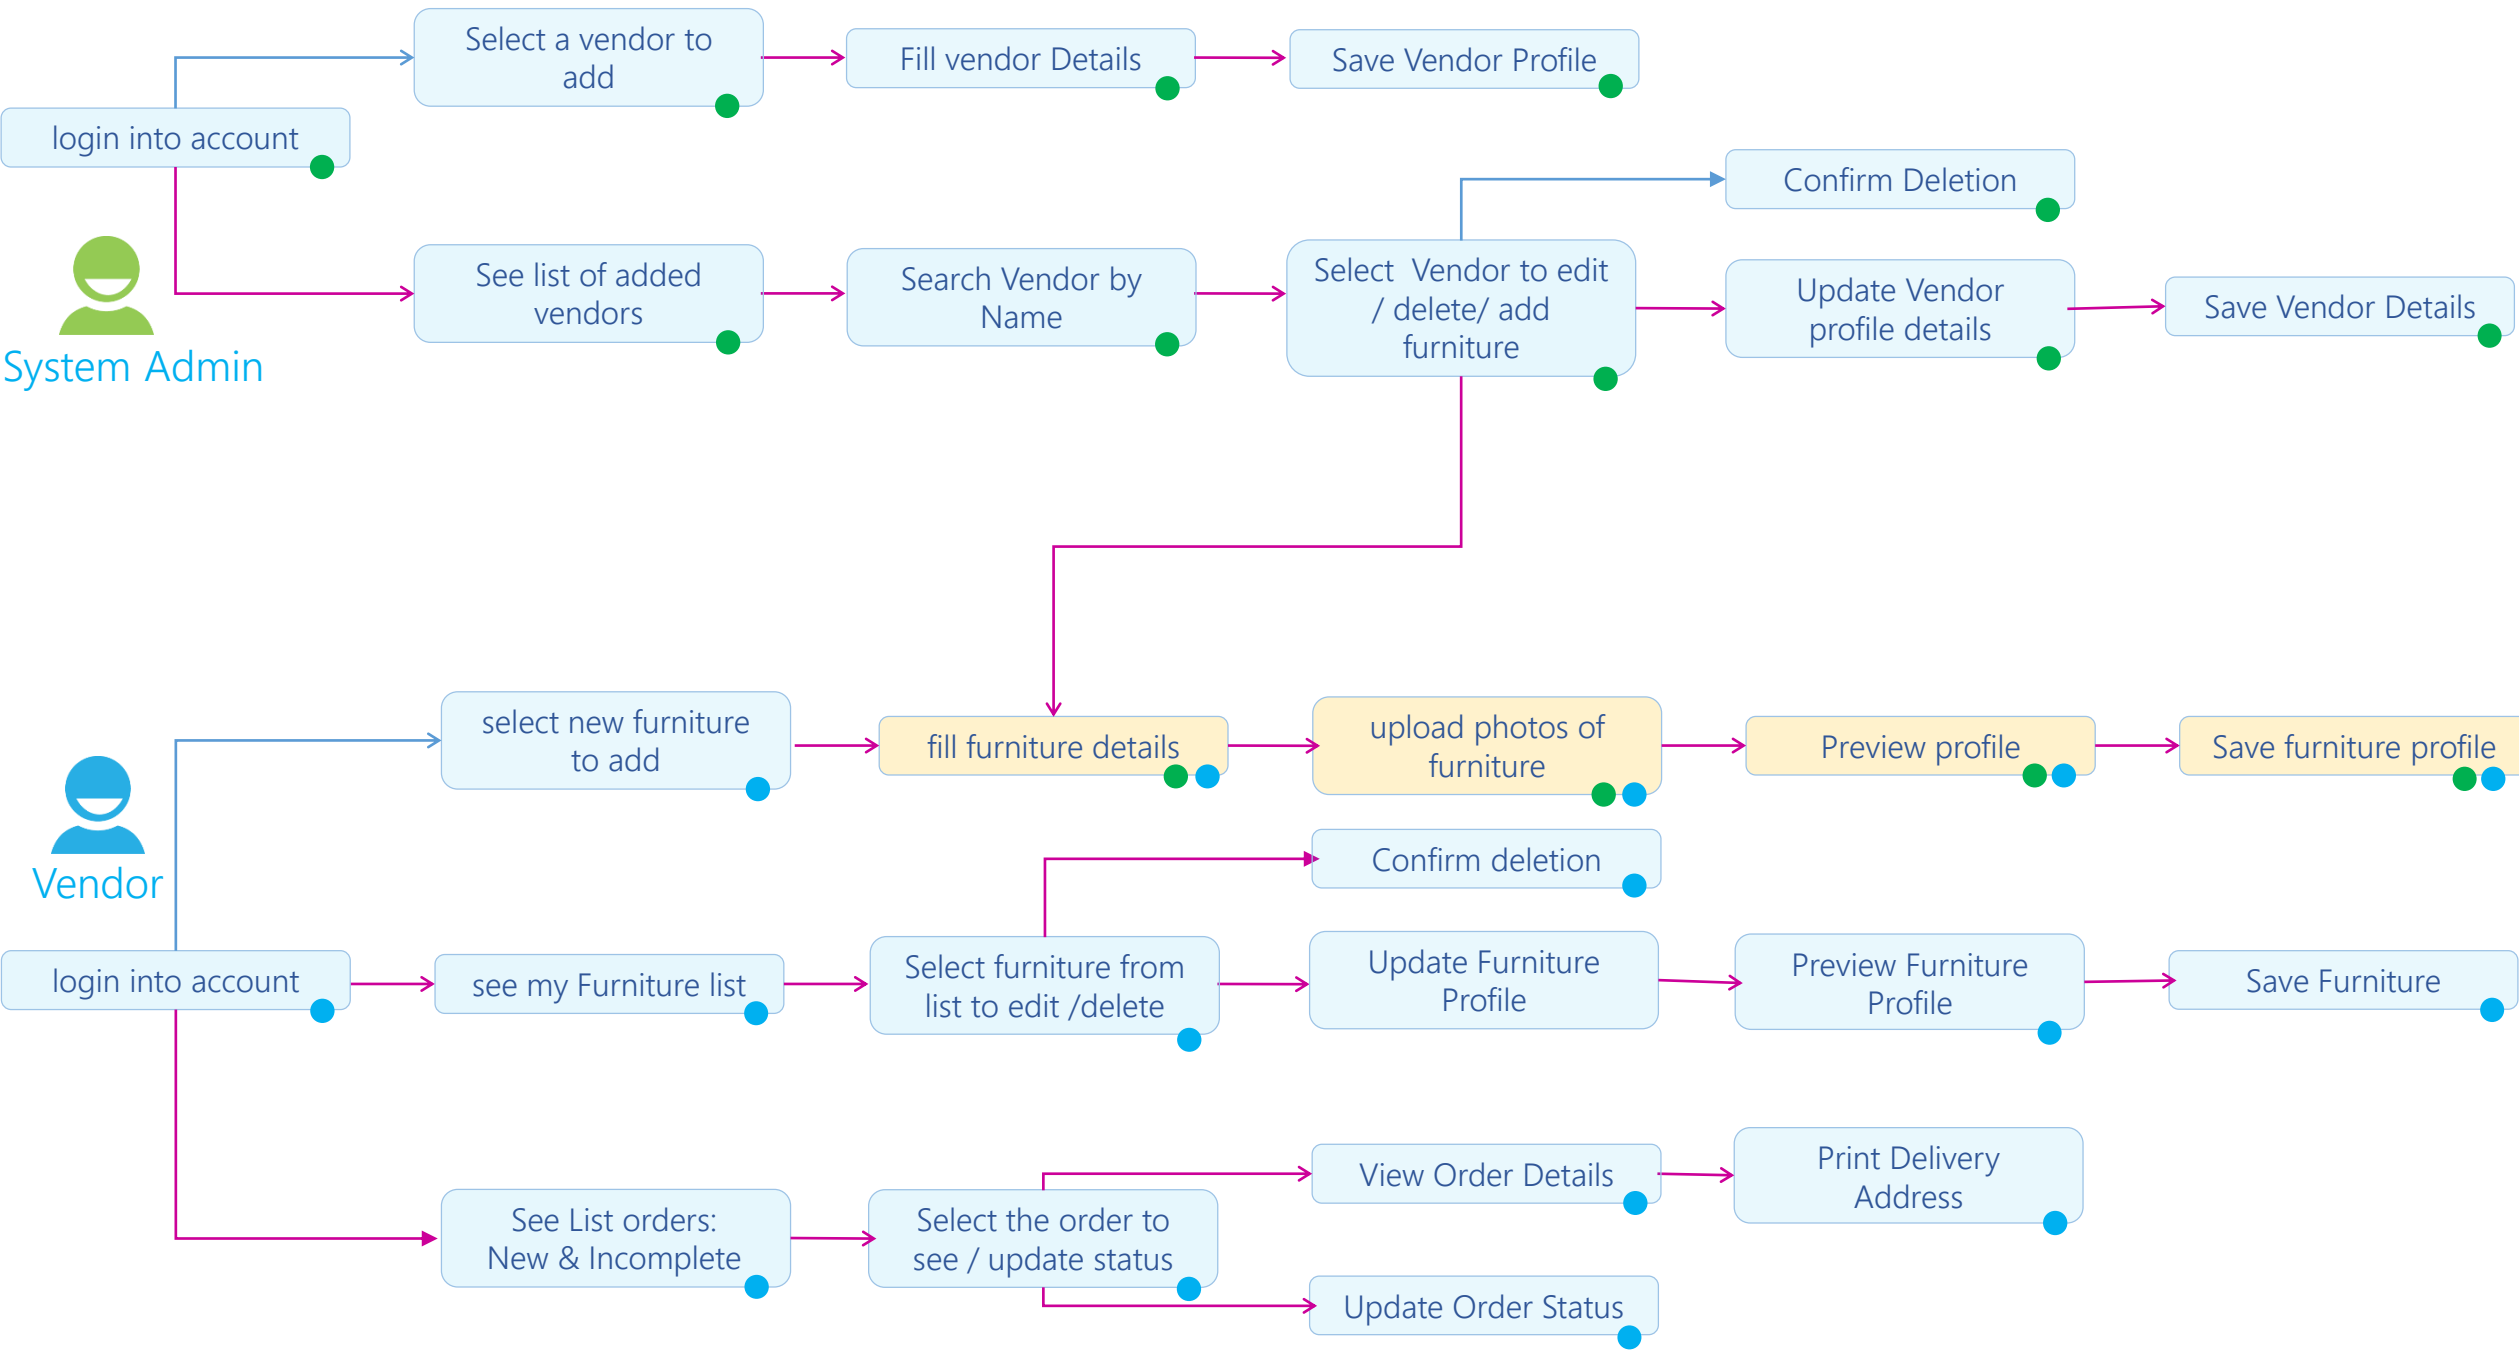 Select a vendor to
add
Fill vendor Details
Save Vendor Profile
login into account
Confirm Deletion
See list of added
vendors
Search Vendor by
Name
Select  Vendor to edit
/ delete/ add
furniture
Update Vendor
profile details
Save Vendor Details
System Admin
select new furniture
to add
fill furniture details
upload photos of
furniture
Preview profile
Save furniture profile
Confirm deletion
Vendor
login into account
see my Furniture list
Select furniture from
list to edit /delete
Update Furniture
Profile
Preview Furniture
Profile
Save Furniture
View Order Details
Print Delivery
Address
See List orders:
New & Incomplete
Select the order to
see / update status
Update Order Status